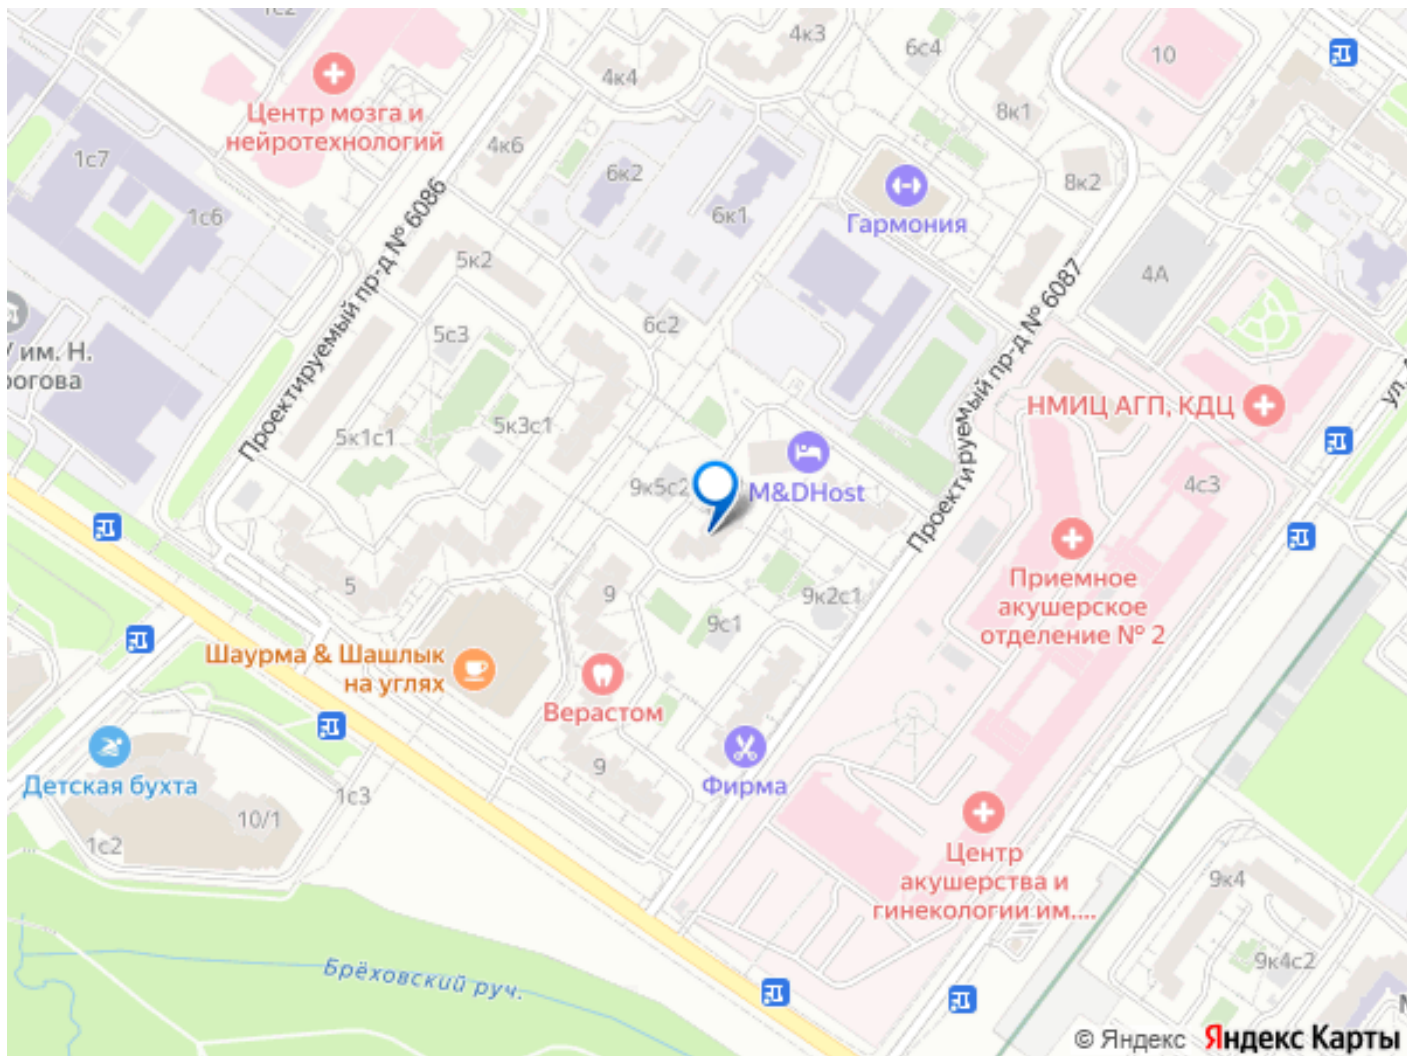 1с2
4к3
6с4
10
4к4
8к1
Центр мозга и
нейротехнологий
4к6
1с7
6к2
8к2
1с6
6к1
Гармония
Проектируемый пр-д № 6086
5к2
4А
Проектируемый пр-д № 6087
6с2
5с3
им. Н.
рогова
ул.
НМИЦ АГП, КДЦ
5к1с1
5к3с1
9к5с2
M&DHost
4с3
Приемное
акушерское
отделение № 2
5
9
9к2с1
9с1
Шаурма & Шашлык
на углях
Верастом
Фирма
Детская бухта
9
1с3
10/1
1с2
Центр
акушерства и
гинекологии им....
9к4
9к4с2
Брёховский руч.
© Яндекс Яндекс Карты